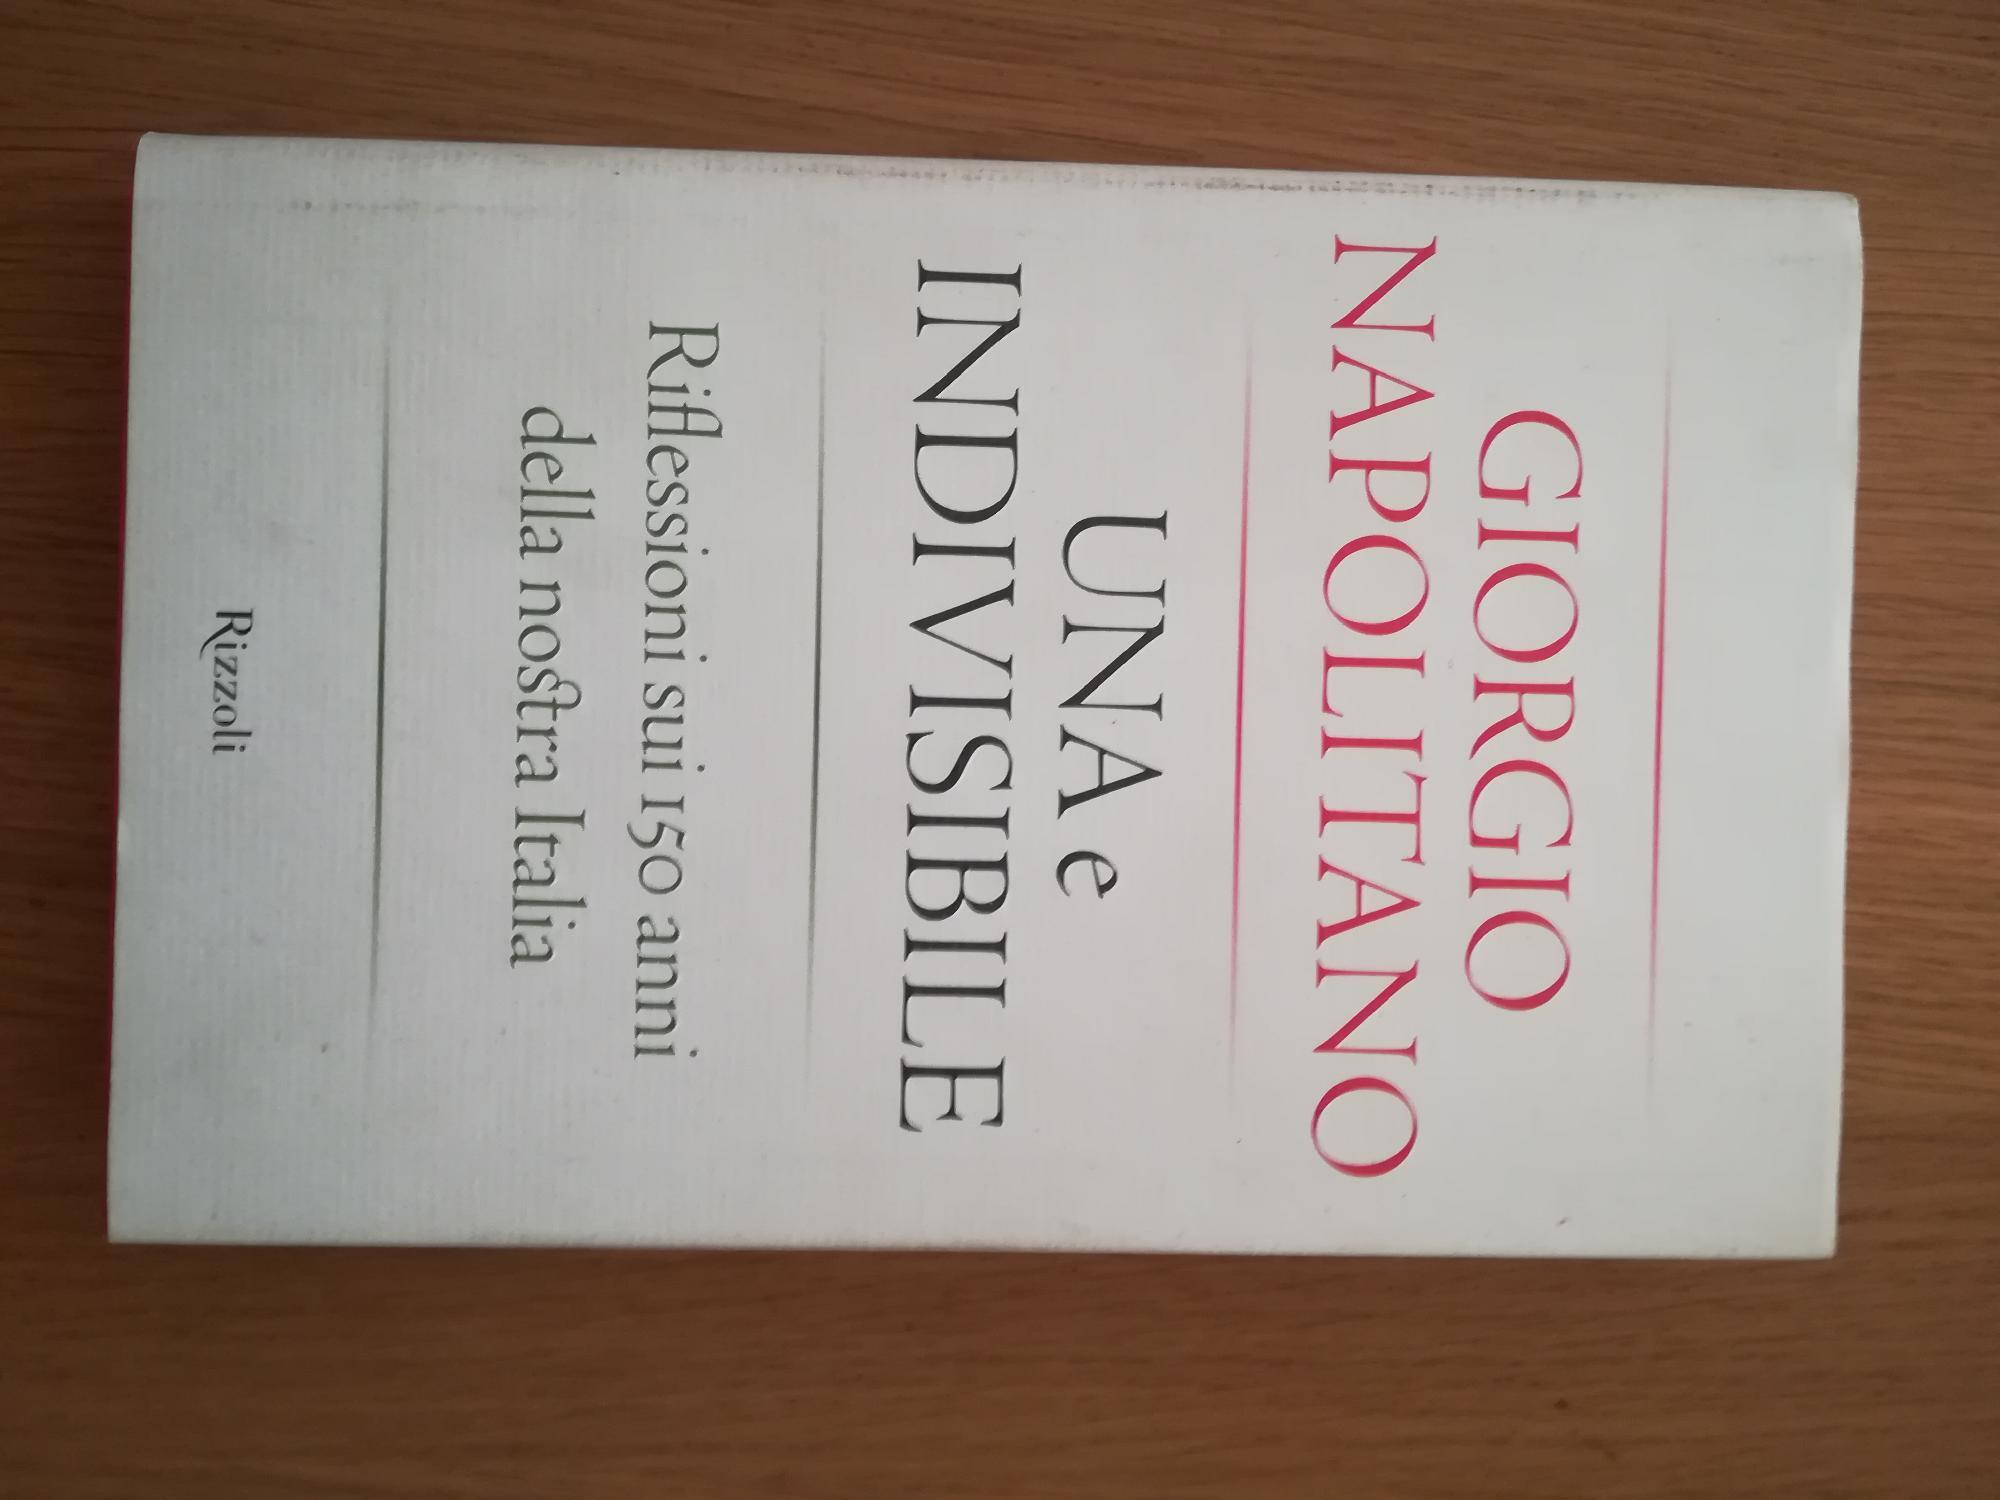 GIORGIO
NAPOLITANO
UNA e
INDIVISIBILE
Riflessioni sui 150 anni
della nostra Italia
Rizzoli